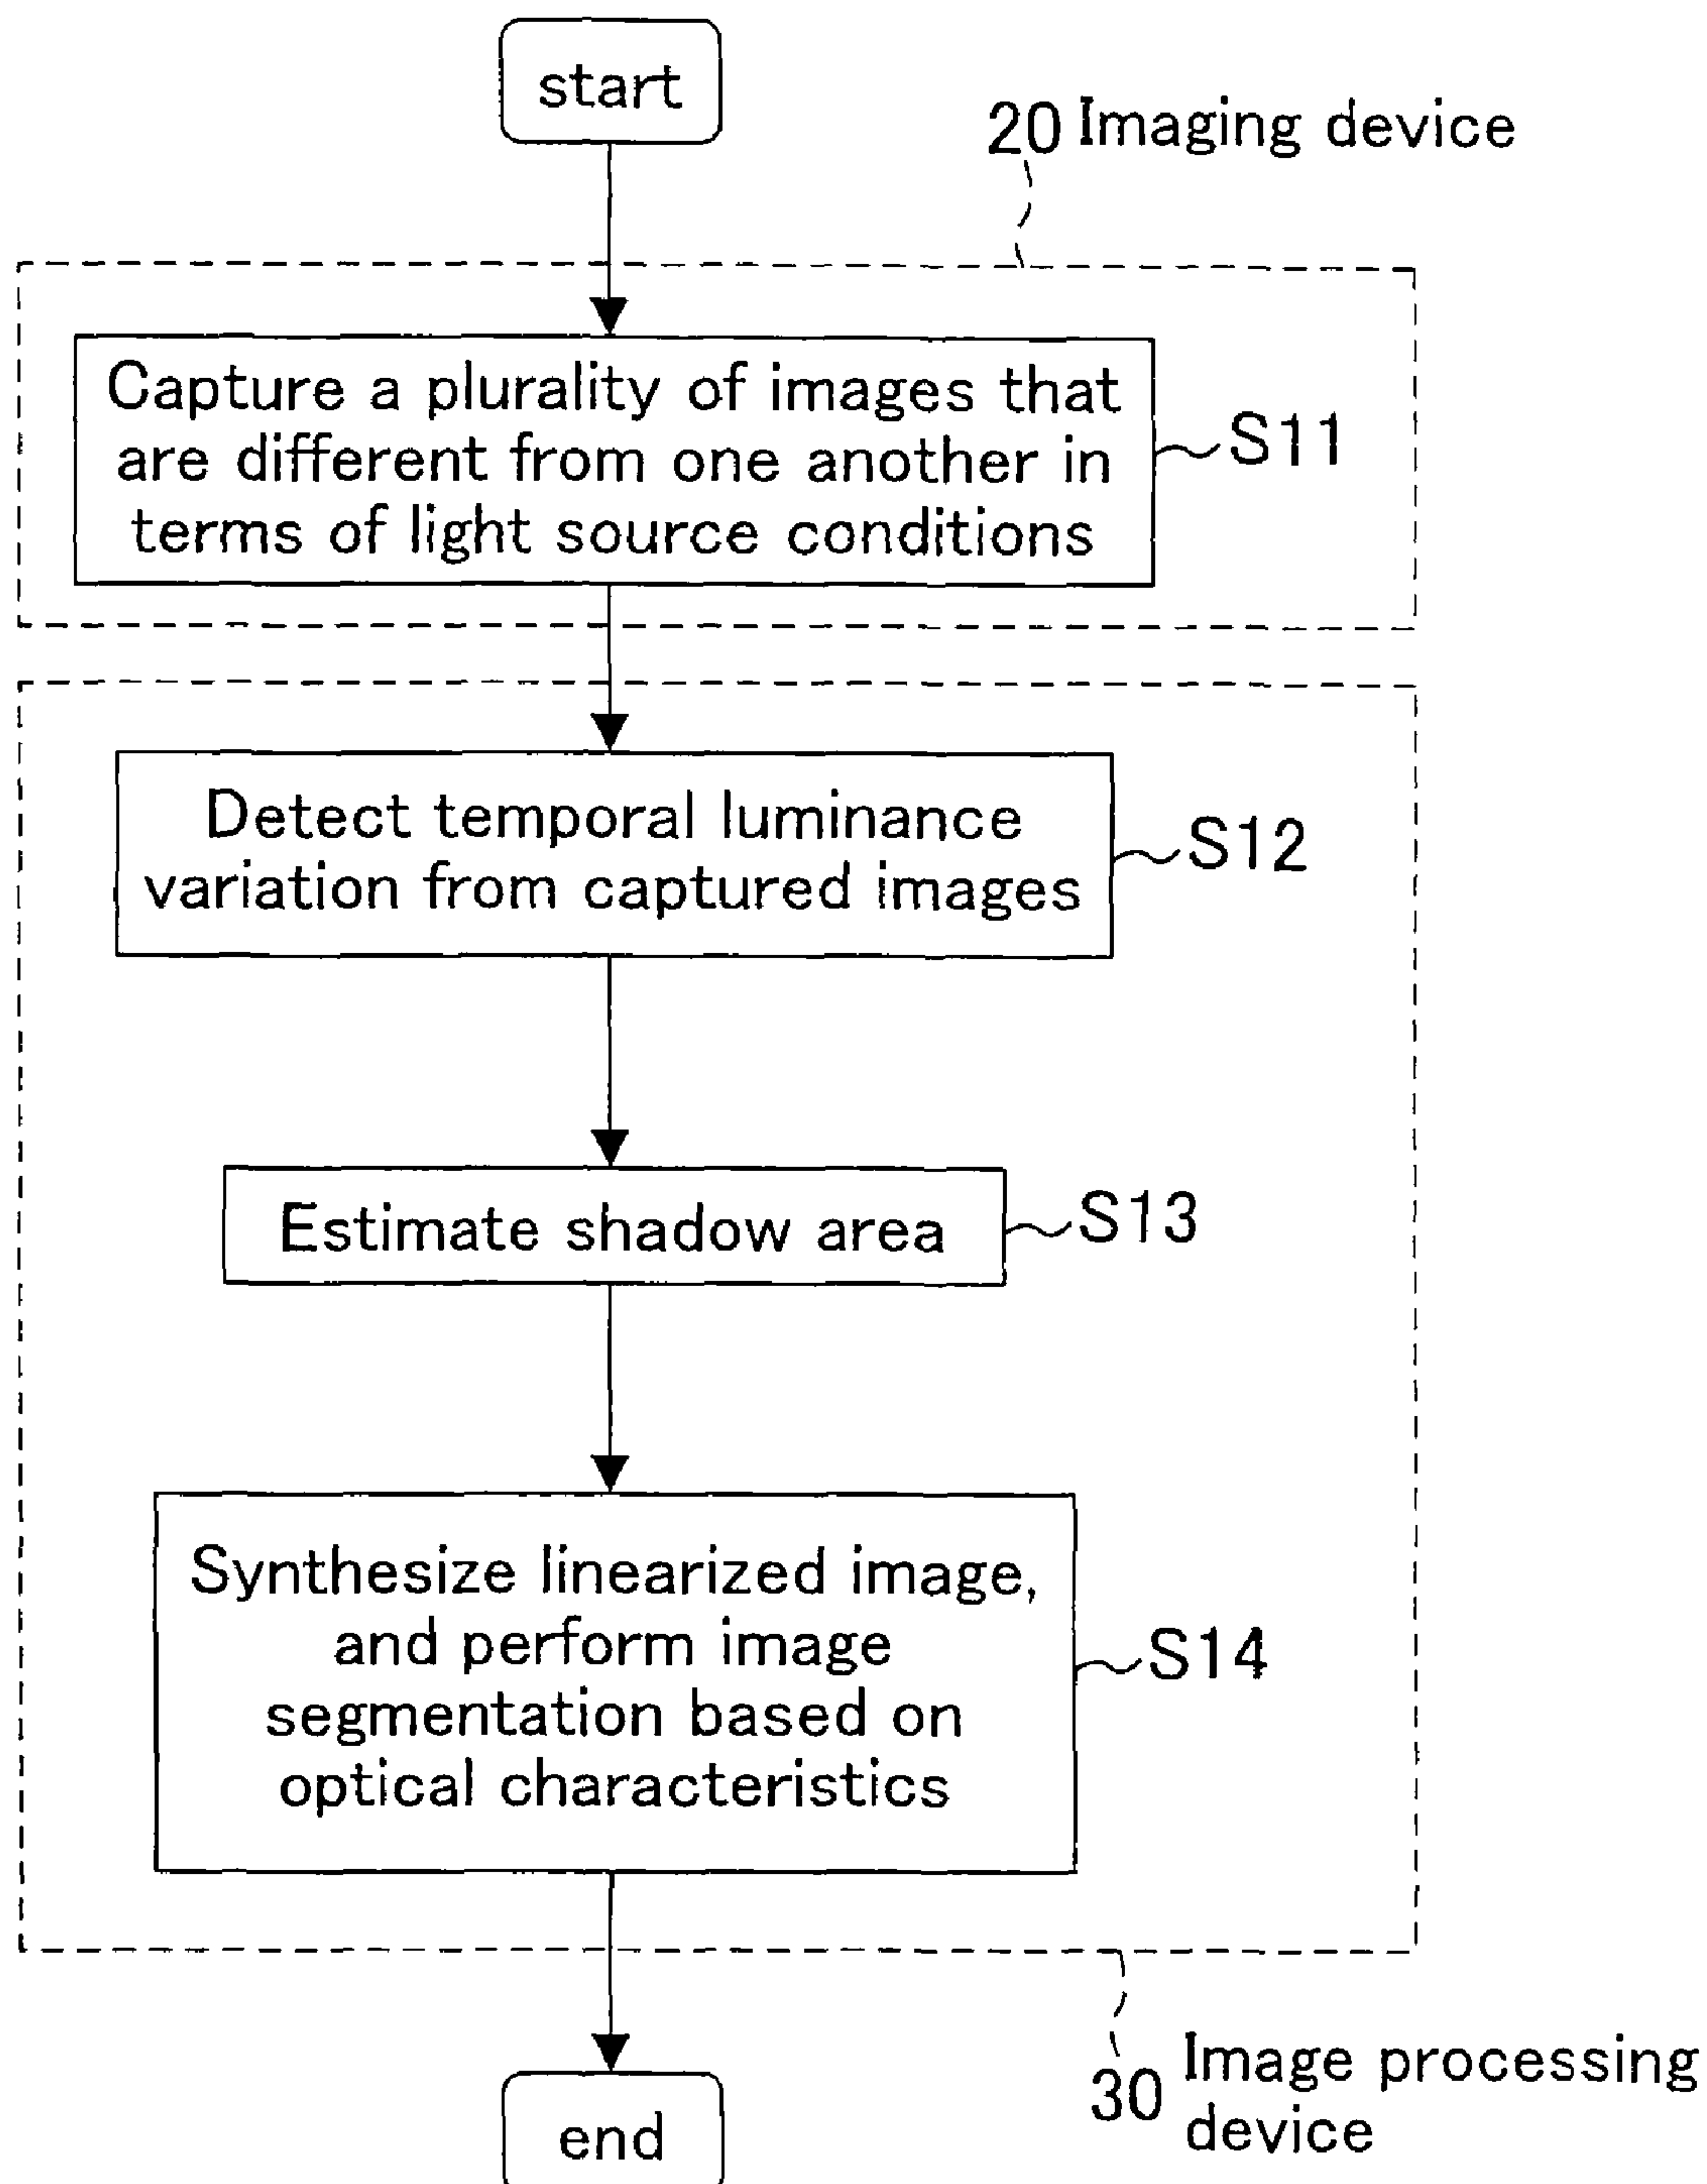 start
20 Imaging device
Capture a plurality of images that
are different from one another in
terms of light source conditions
S11
Detect temporal luminance
variation from captured images
S12
Estimate shadow area
S13
Synthesize linearized image,
and perform image
segmentation based on
optical characteristics
S14
30 Image processing
device
end